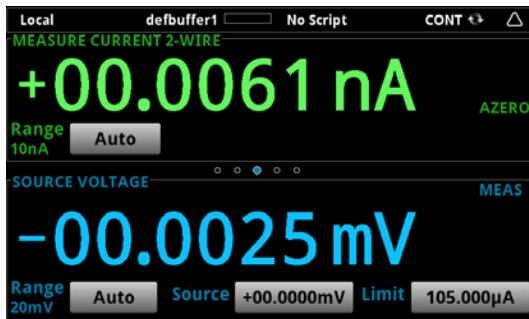 Local defbuffer1 No Script CONT
MEASURE CURRENT 2-WIRE
+00.0061 nA
AZERO
Range Auto
10nA
SOURCE VOLTAGE
MEAS
−00.0025 mV
Range Auto Source +00.0000mV Limit 105.000µA
20mV